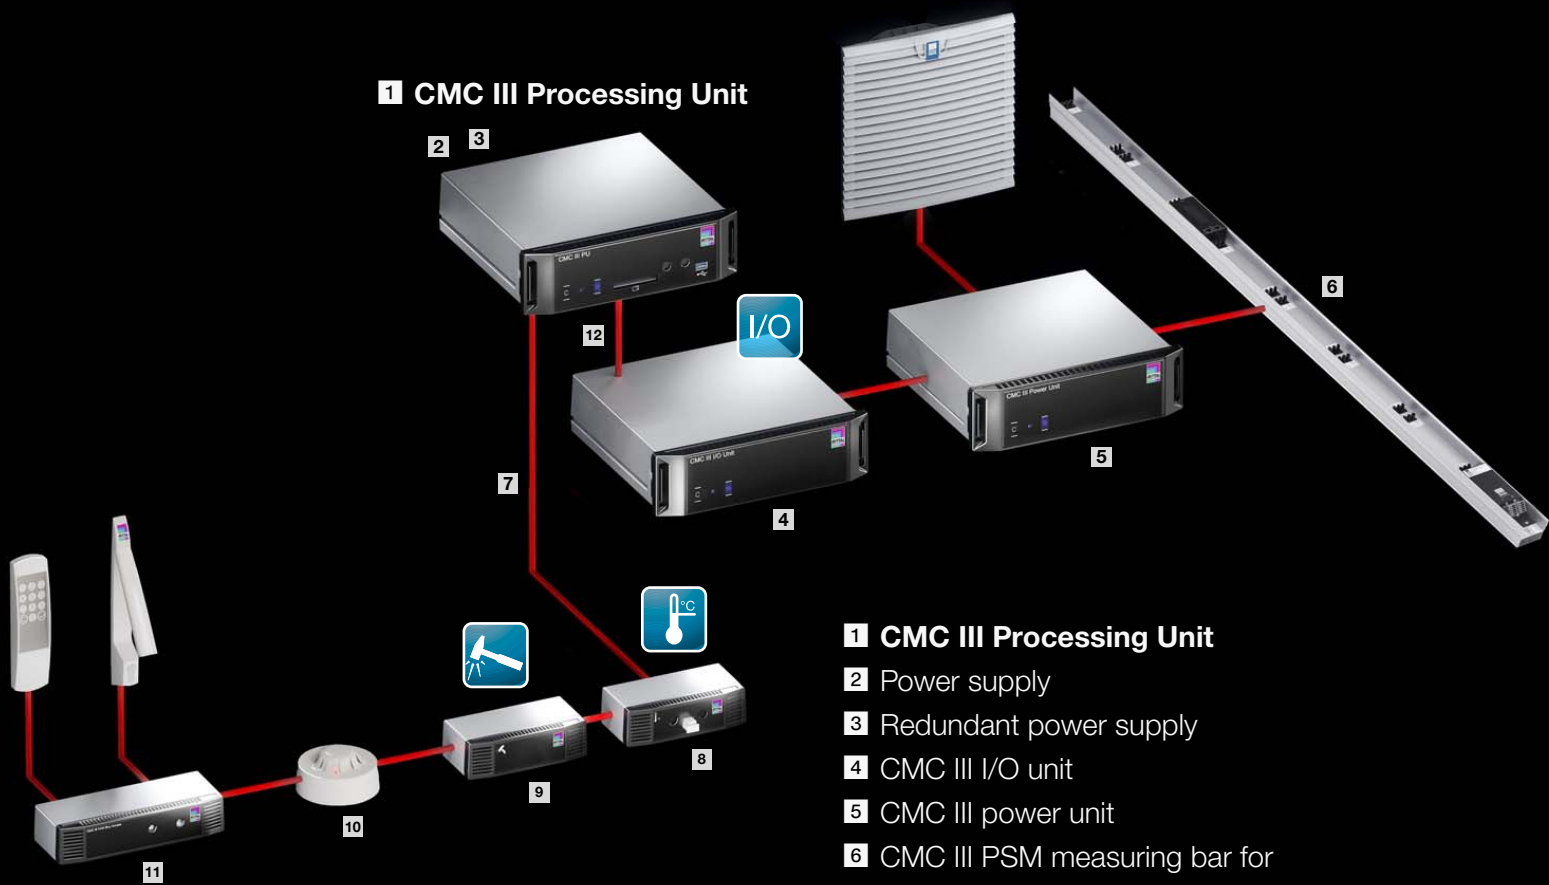 1 CMC III Processing Unit
2
3
CMC III PU
12
I/O
6
CMC III Power Unit
CMC III I/O Unit
5
7
4
°C
1 CMC III Processing Unit
2 Power supply
3 Redundant power supply
8
4 CMC III I/O unit
9
5 CMC III power unit
10
6 CMC III PSM measuring bar for
11